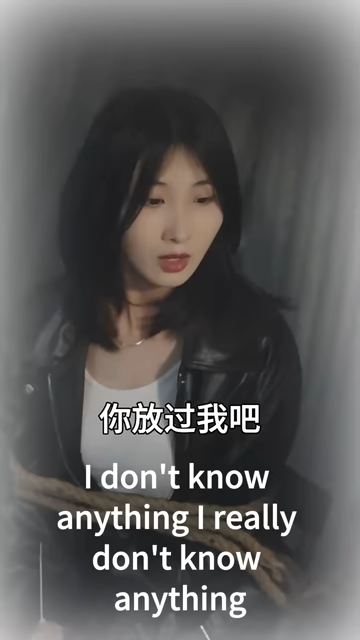 你放过我吧
I don't know
anything I really
don't know
anything